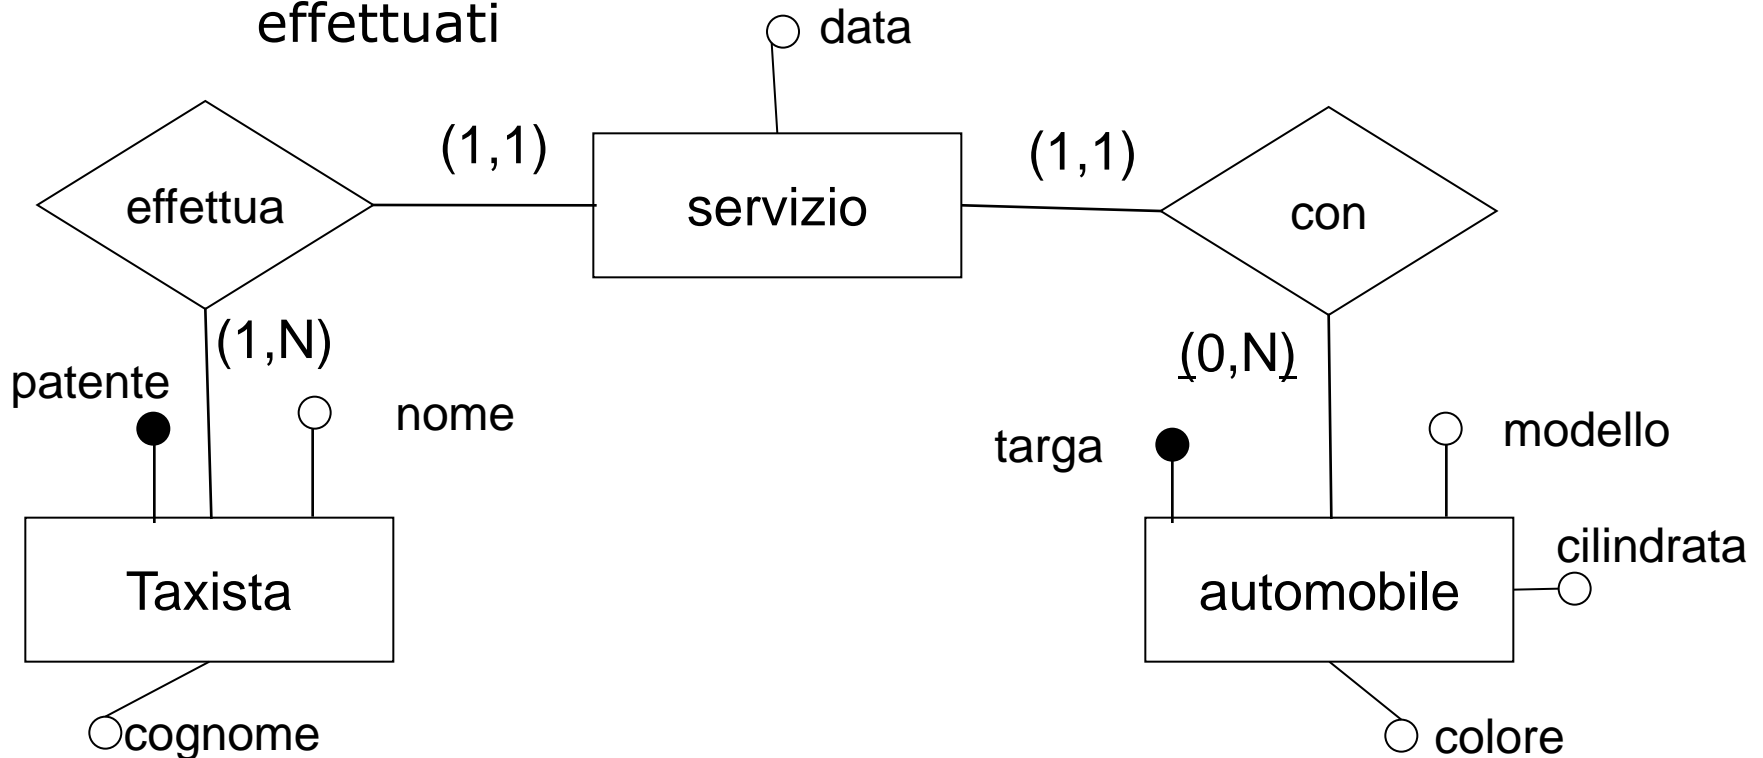 effettuati
data
(1,1)
(1,1)
effettua
servizio
con
(1,N)
(0,N)
patente
nome
targa
modello
cilindrata
Taxista
automobile
cognome
colore